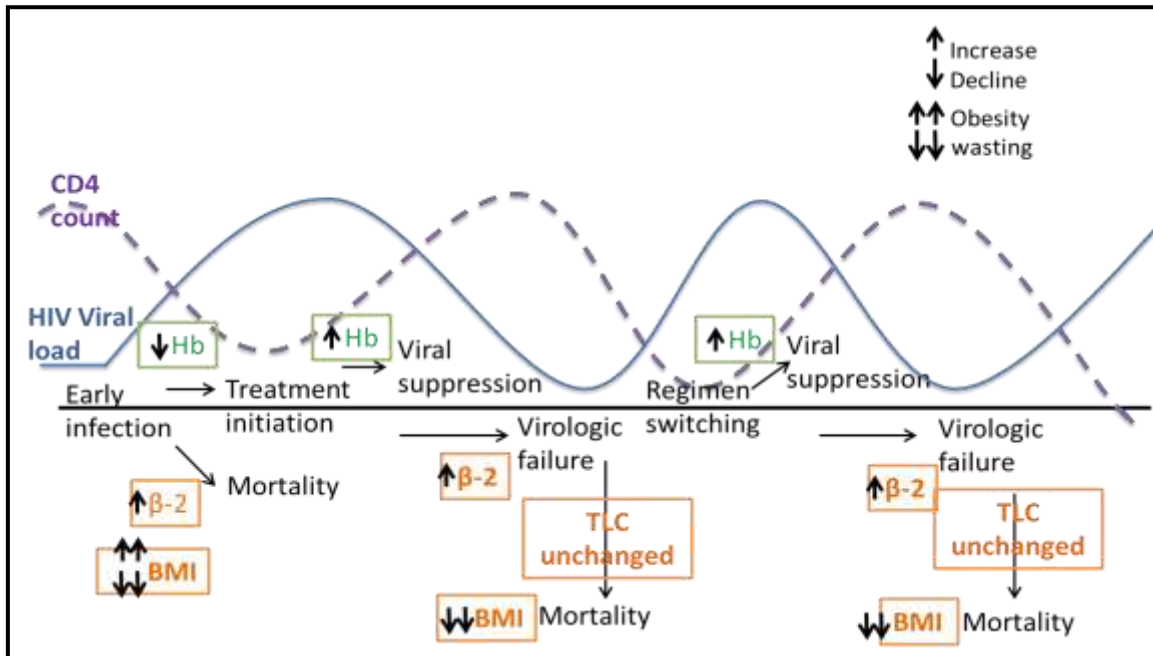 ↑ Increase
↓ Decline
↑↑ Obesity
↓↓ wasting
CD4
count
HIV Viral
load
↓Hb
↑Hb
↑Hb
Viral
suppression
Viral
suppression
Early
infection
Treatment
initiation
Regimen
switching
Virologic
failure
Virologic
failure
Mortality
↑β-2
↑β-2
↑β-2
↑↑
↓↓ BMI
TLC
unchanged
TLC
unchanged
↓↓BMI
Mortality
↓↓BMI
Mortality